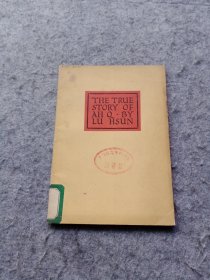 THE TRUE
STORY OF
AH Q · BY
LU HSUN